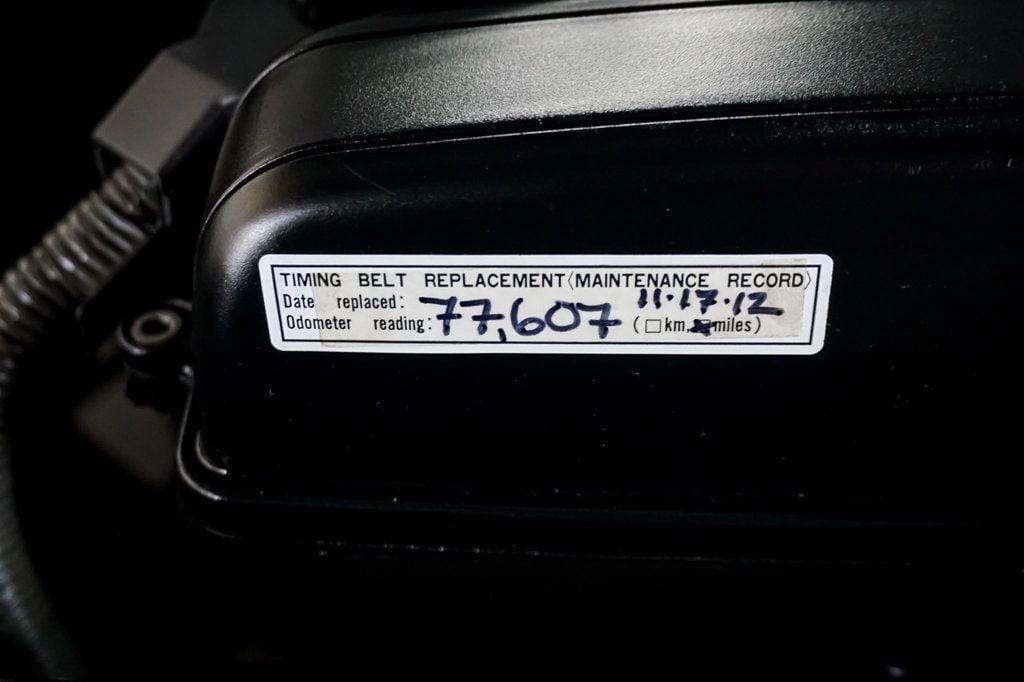 TIMING BELT REPLACEMENT〈MAINTENANCE RECORD〉
Date replaced: 11·17·12
Odometer reading: 77,607 (□km, miles)